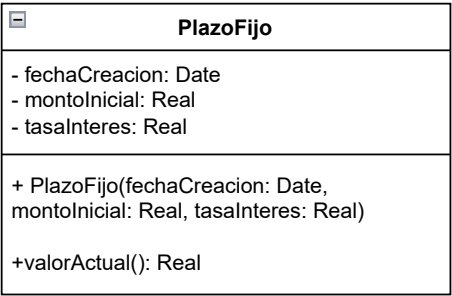 PlazoFijo
- fechaCreacion: Date
- montoInicial: Real
- tasaInteres: Real
+ PlazoFijo(fechaCreacion: Date,
montoInicial: Real, tasaInteres: Real)
+valorActual(): Real